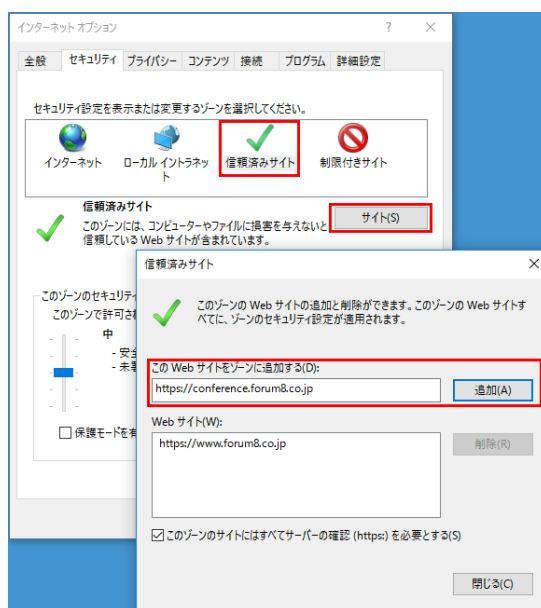 インターネット オプション
?
×
全般 セキュリティ プライバシー コンテンツ 接続 プログラム 詳細設定
セキュリティ設定を表示または変更するゾーンを選択してください。
インターネット
ローカル イントラネッ
ト
信頼済みサイト
制限付きサイト
信頼済みサイト
このゾーンには、コンピューターやファイルに損害を与えないと
信頼している Web サイトが含まれています。
サイト(S)
このゾーンのセキュリティ
このゾーンで許可され
中
- 安全
- 未署
保護モードを有
信頼済みサイト
×
このゾーンの Web サイトの追加と削除ができます。このゾーンの Web サイトす
べてに、ゾーンのセキュリティ設定が適用されます。
この Web サイトをゾーンに追加する(D):
https://conference.forum8.co.jp
追加(A)
Web サイト(W):
https://www.forum8.co.jp
削除(R)
このゾーンのサイトにはすべてサーバーの確認 (https:) を必要とする(S)
閉じる(C)